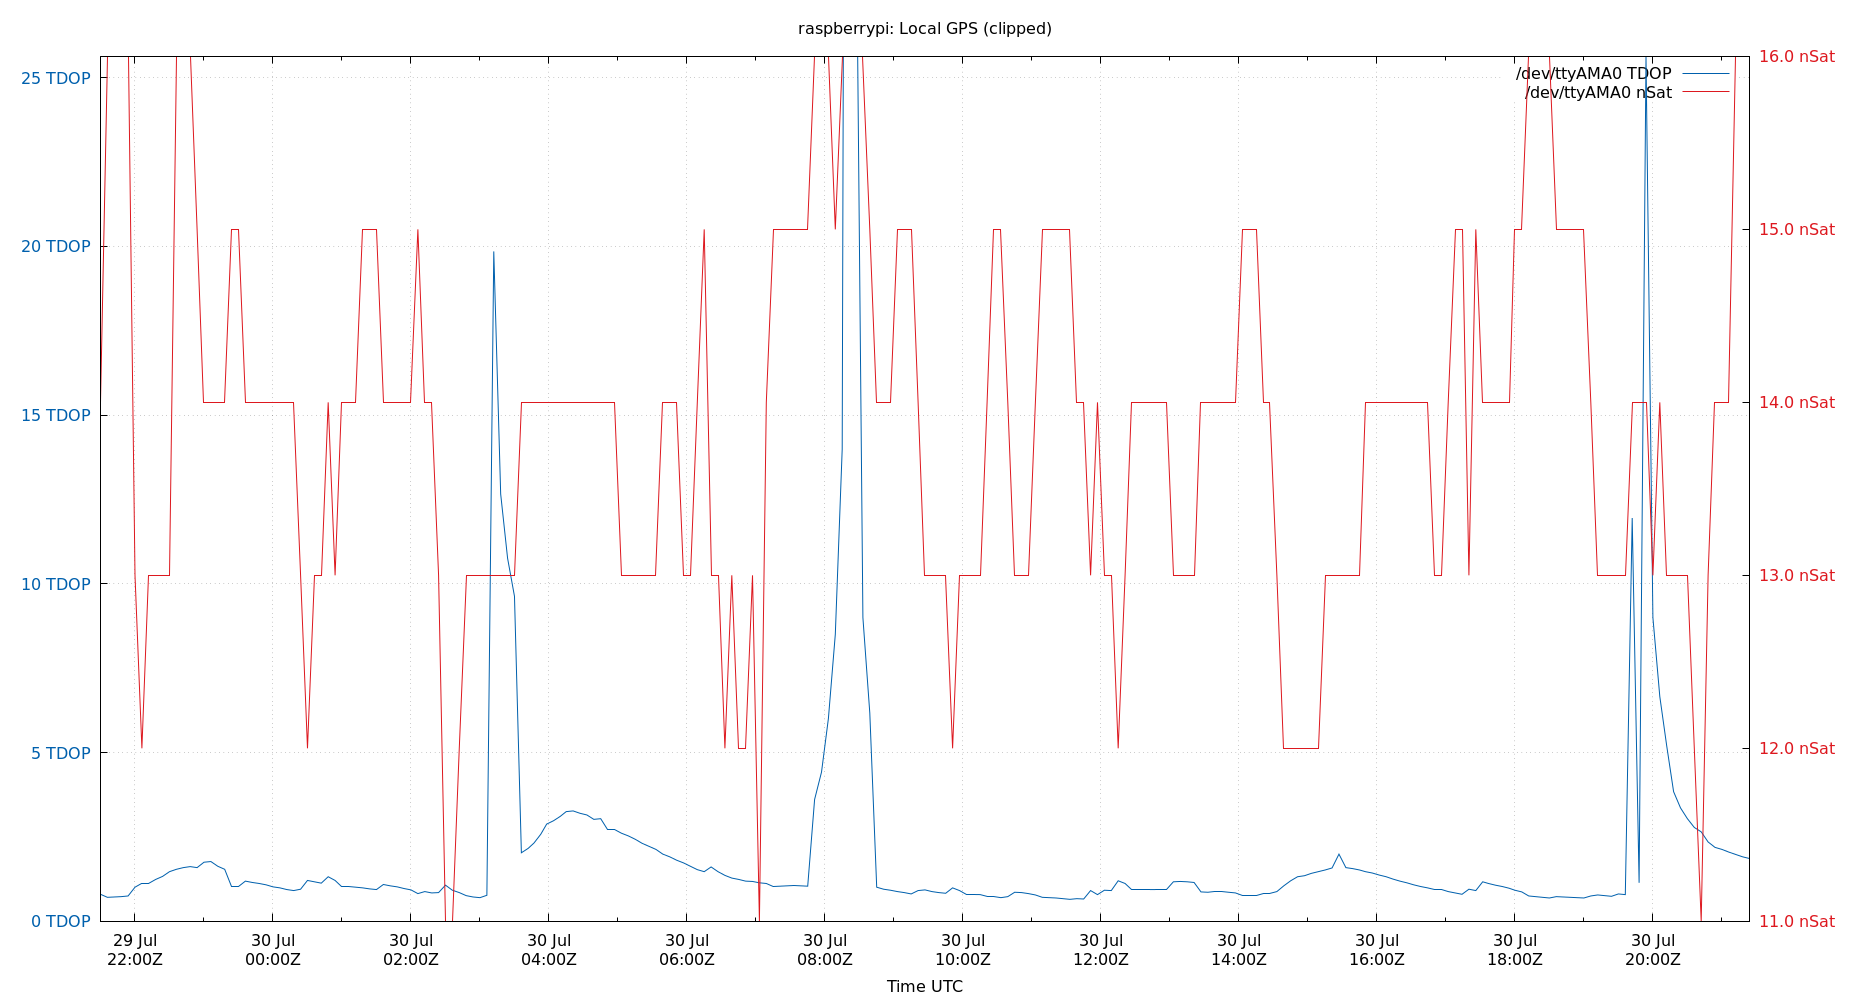 raspberrypi: Local GPS (clipped)
25 TDOP
20 TDOP
15 TDOP
10 TDOP
5 TDOP
0 TDOP
16.0 nSat
15.0 nSat
14.0 nSat
13.0 nSat
12.0 nSat
11.0 nSat
/dev/ttyAMA0 TDOP
/dev/ttyAMA0 nSat
29 Jul
22:00Z
30 Jul
00:00Z
30 Jul
02:00Z
30 Jul
04:00Z
30 Jul
06:00Z
30 Jul
08:00Z
30 Jul
10:00Z
30 Jul
12:00Z
30 Jul
14:00Z
30 Jul
16:00Z
30 Jul
18:00Z
30 Jul
20:00Z
Time UTC